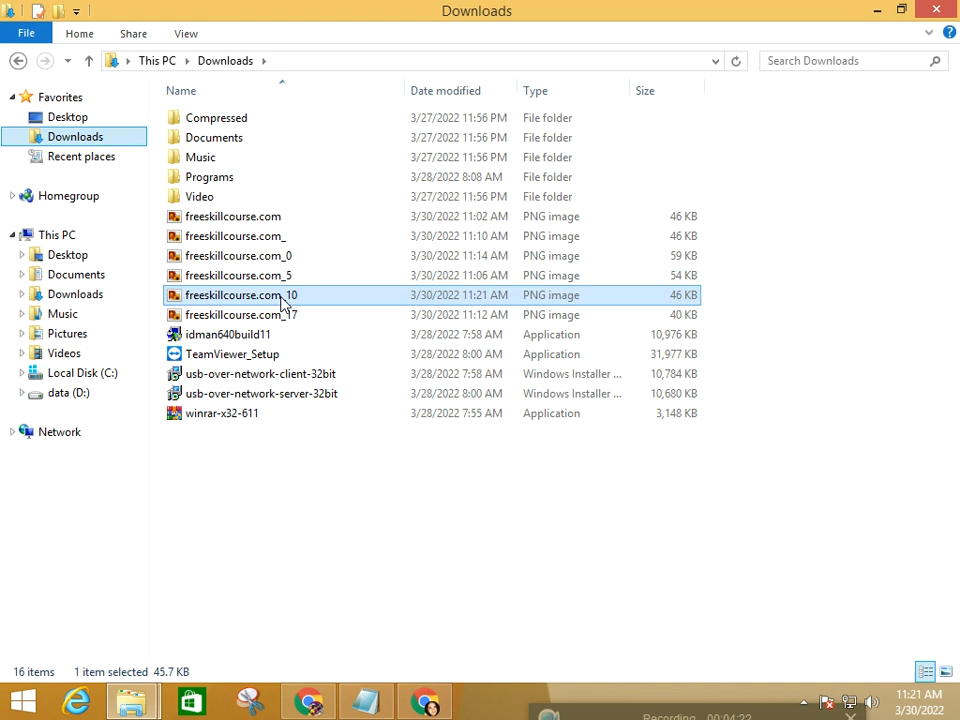 Downloads
File Home Share View
This PC Downloads Search Downloads
Name Date modified Type Size
Favorites
Desktop
Downloads
Recent places
Homegroup
This PC
Desktop
Documents
Downloads
Music
Pictures
Videos
Local Disk (C:)
data (D:)
Network
Compressed 3/27/2022 11:56 PM File folder
Documents 3/27/2022 11:56 PM File folder
Music 3/27/2022 11:56 PM File folder
Programs 3/28/2022 8:08 AM File folder
Video 3/27/2022 11:56 PM File folder
freeskillcourse.com 3/30/2022 11:02 AM PNG image 46 KB
freeskillcourse.com_ 3/30/2022 11:10 AM PNG image 46 KB
freeskillcourse.com_0 3/30/2022 11:14 AM PNG image 59 KB
freeskillcourse.com_5 3/30/2022 11:06 AM PNG image 54 KB
freeskillcourse.com_10 3/30/2022 11:21 AM PNG image 46 KB
freeskillcourse.com_17 3/30/2022 11:12 AM PNG image 40 KB
idman640build11 3/28/2022 7:58 AM Application 10,976 KB
TeamViewer_Setup 3/28/2022 8:00 AM Application 31,977 KB
usb-over-network-client-32bit 3/28/2022 7:58 AM Windows Installer ... 10,784 KB
usb-over-network-server-32bit 3/28/2022 8:00 AM Windows Installer ... 10,680 KB
winrar-x32-611 3/28/2022 7:55 AM Application 3,148 KB
16 items 1 item selected 45.7 KB
11:21 AM
3/30/2022
Recording 00:04:22